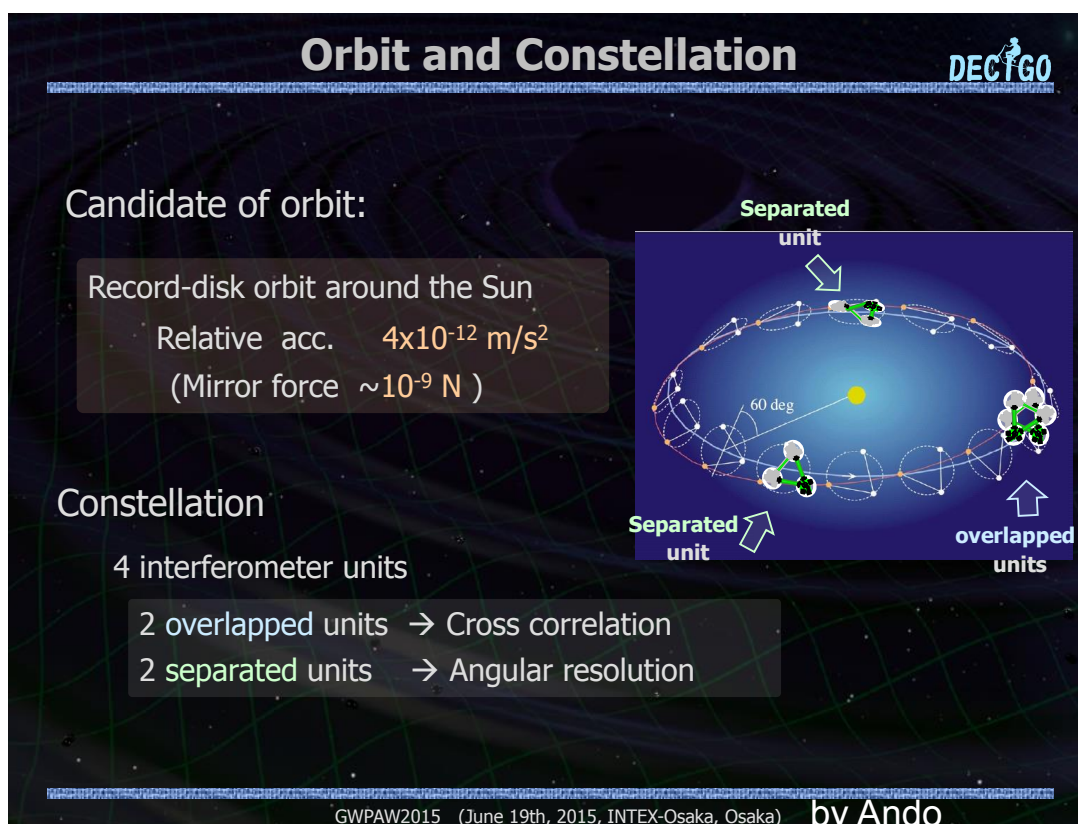 Orbit and Constellation
DECIGO
Candidate of orbit:
Record-disk orbit around the Sun
Relative acc. 4x10⁻¹² m/s²
(Mirror force ~10⁻⁹ N )
Constellation
4 interferometer units
2 overlapped units → Cross correlation
2 separated units → Angular resolution
Separated
unit
60 deg
Separated
unit
overlapped
units
GWPAW2015 (June 19th, 2015, INTEX-Osaka, Osaka)
by Ando